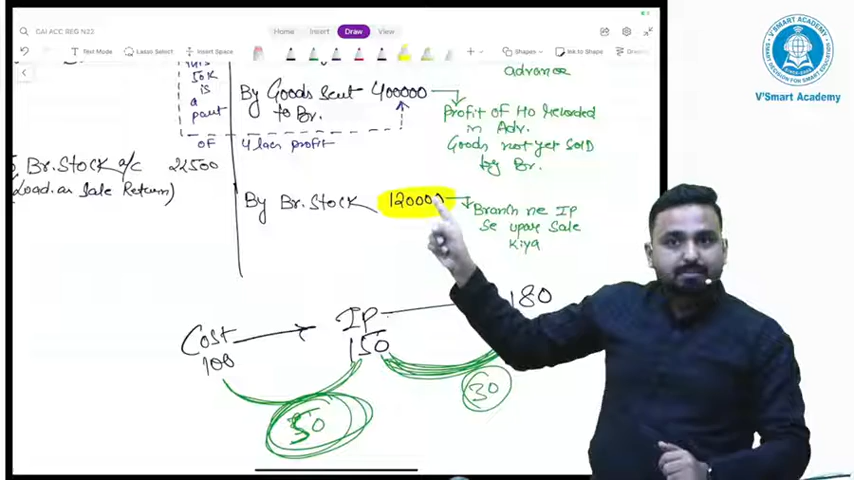 CAI ACC REG N23
Home Insert Draw View
Text Mode Lasso Select Insert Space Shapes Ink to Shape
advance
50K
is
a
part
of 4 lacs profit
By Goods sent 400000
to Br.
Profit of Ho Recorded
in Adv.
Goods not yet sold
by Br.
Br. Stock a/c 22500
(Load. on Sale Return)
By Br. Stock 120000
Branch ne IP
se upar Sale
kiya
Cost IP 180
100 150
50 30
V'SMART ACADEMY
V'Smart Academy